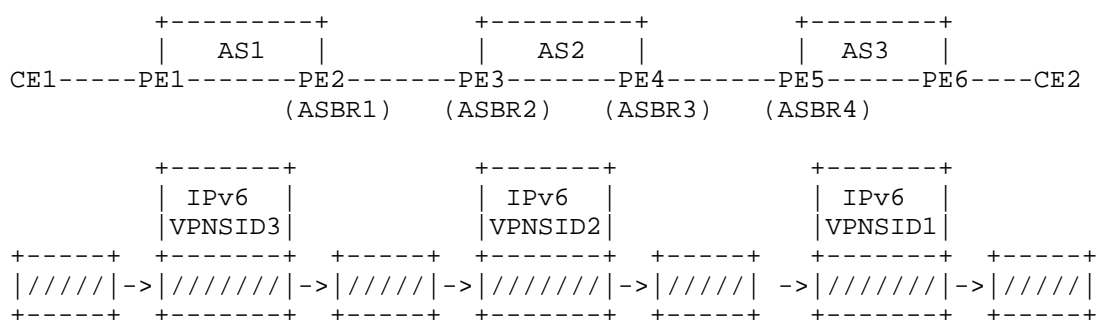 +---------+ +---------+ +--------+
| AS1 | | AS2 | | AS3 |
CE1-----PE1-------PE2-------PE3-------PE4-------PE5------PE6----CE2
(ASBR1) (ASBR2) (ASBR3) (ASBR4)
+-------+ +-------+ +-------+
| IPv6 | | IPv6 | | IPv6 |
|VPNSID3| |VPNSID2| |VPNSID1|
+-----+ +-------+ +-----+ +-------+ +-----+ +-------+ +-----+
|/////|->|///////|->|/////|->|///////|->|/////| ->|///////|->|/////|
+-----+ +-------+ +-----+ +-------+ +-----+ +-------+ +-----+